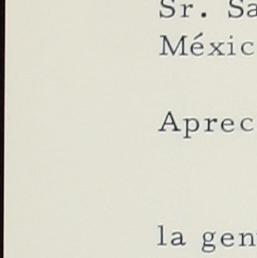 Sr. Sa
Méxic
Aprec
la gen